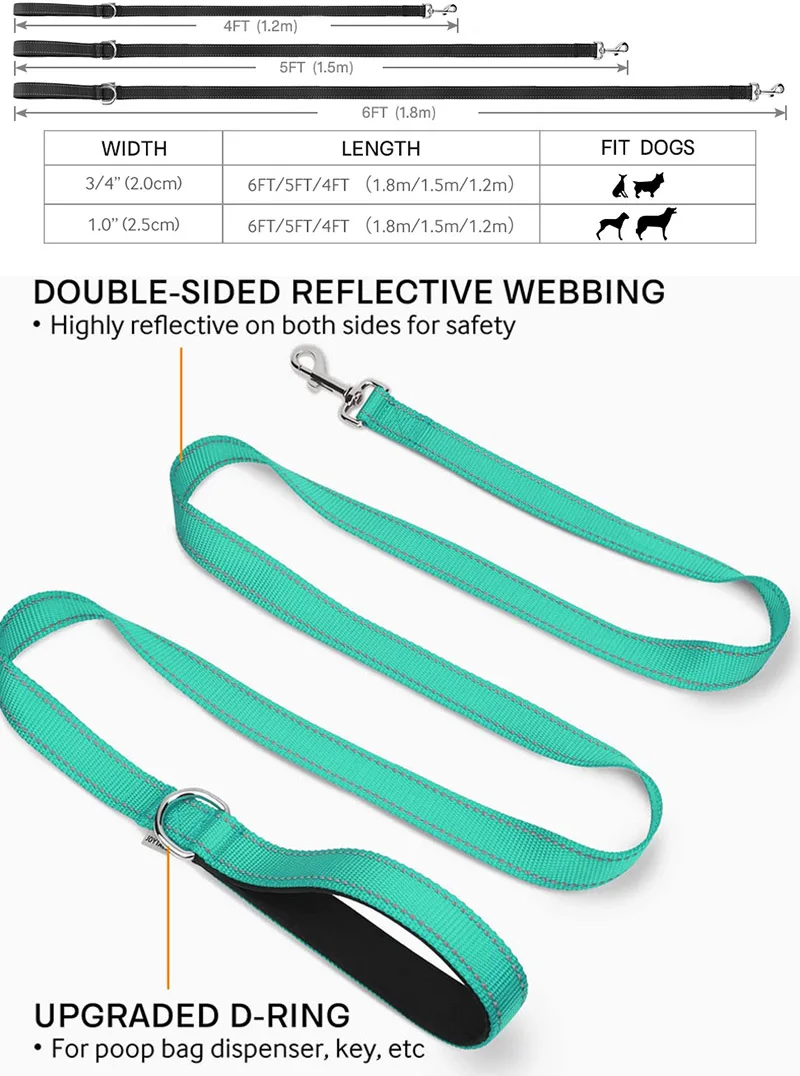 4FT (1.2m)
5FT (1.5m)
6FT (1.8m)
WIDTH LENGTH FIT DOGS
3/4” (2.0cm) 6FT/5FT/4FT （1.8m/1.5m/1.2m）
1.0” (2.5cm) 6FT/5FT/4FT （1.8m/1.5m/1.2m）
DOUBLE-SIDED REFLECTIVE WEBBING
• Highly reflective on both sides for safety
UPGRADED D-RING
• For poop bag dispenser, key, etc